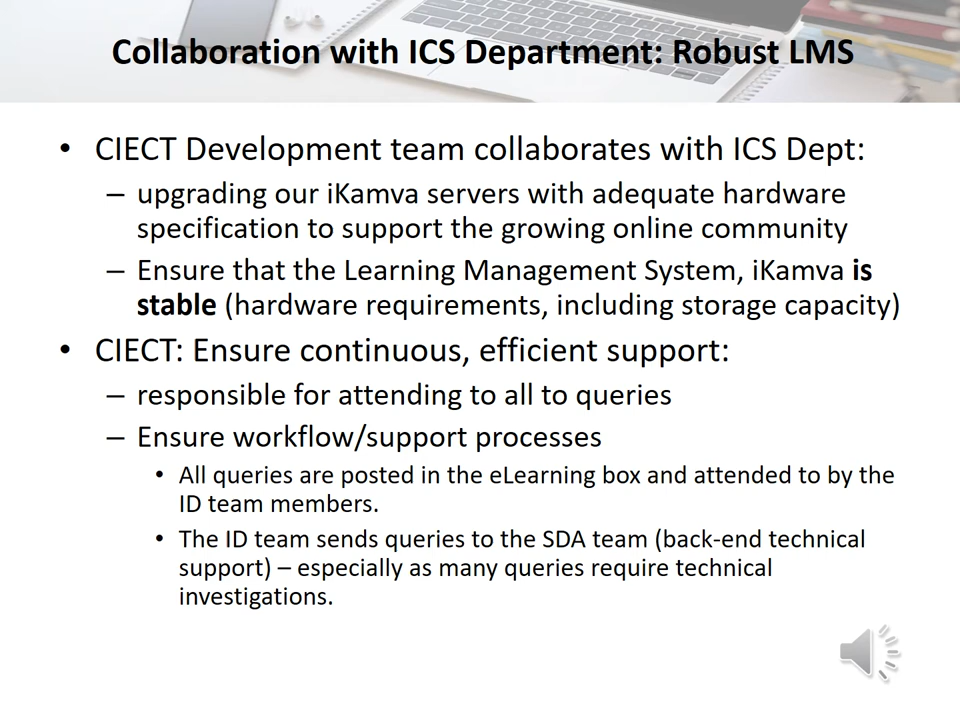 Collaboration with ICS Department: Robust LMS
• CIECT Development team collaborates with ICS Dept:
– upgrading our iKamva servers with adequate hardware
specification to support the growing online community
– Ensure that the Learning Management System, iKamva is
stable (hardware requirements, including storage capacity)
• CIECT: Ensure continuous, efficient support:
– responsible for attending to all to queries
– Ensure workflow/support processes
• All queries are posted in the eLearning box and attended to by the
ID team members.
• The ID team sends queries to the SDA team (back-end technical
support) – especially as many queries require technical
investigations.